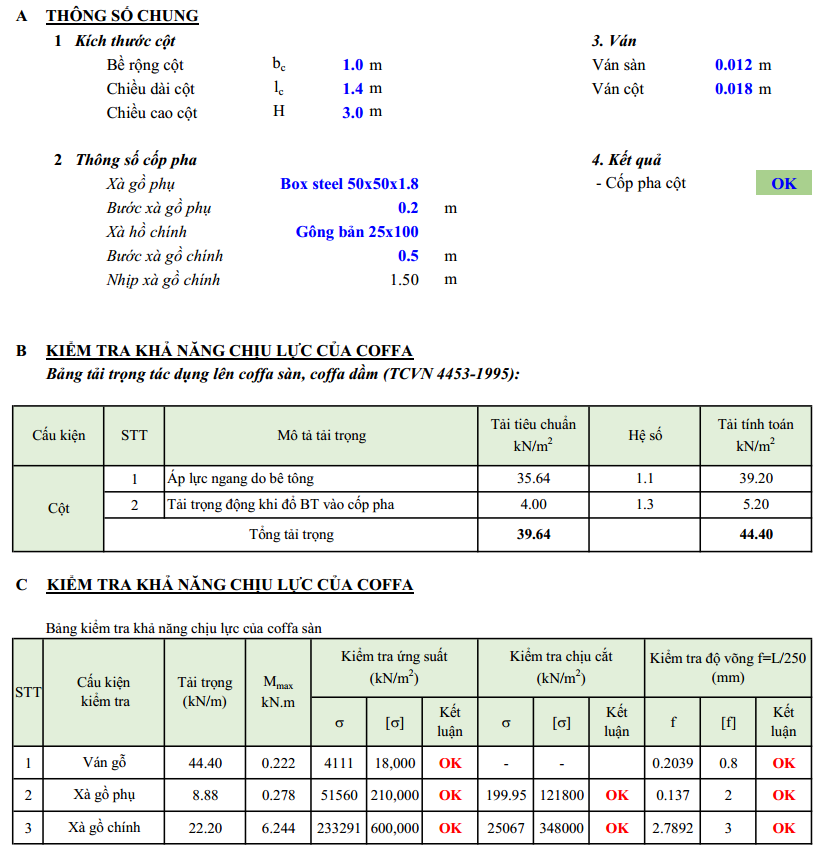 A THÔNG SỐ CHUNG
1 Kích thước cột
3. Ván
Bề rộng cột bc 1.0 m
Ván sàn 0.012 m
Chiều dài cột lc 1.4 m
Ván cột 0.018 m
Chiều cao cột H 3.0 m
2 Thông số cốp pha
4. Kết quả
Xà gồ phụ Box steel 50x50x1.8
- Cốp pha cột OK
Bước xà gồ phụ 0.2 m
Xà hồ chính Gông bản 25x100
Bước xà gồ chính 0.5 m
Nhịp xà gồ chính 1.50 m
B KIỂM TRA KHẢ NĂNG CHỊU LỰC CỦA COFFA
Bảng tải trọng tác dụng lên coffa sàn, coffa dầm (TCVN 4453-1995):
Cấu kiện STT Mô tả tải trọng Tải tiêu chuẩn kN/m2 Hệ số Tải tính toán kN/m2
Cột
1 Áp lực ngang do bê tông 35.64 1.1 39.20
2 Tải trọng động khi đổ BT vào cốp pha 4.00 1.3 5.20
Tổng tải trọng 39.64 44.40
C KIỂM TRA KHẢ NĂNG CHỊU LỰC CỦA COFFA
Bảng kiểm tra khả năng chịu lực của coffa sàn
STT Cấu kiện kiểm tra Tải trọng (kN/m) Mmax kN.m Kiểm tra ứng suất (kN/m2) Kiểm tra chịu cắt (kN/m2) Kiểm tra độ võng f=L/250 (mm)
σ [σ] Kết luận σ [σ] Kết luận f [f] Kết luận
1 Ván gỗ 44.40 0.222 4111 18,000 OK - - 0.2039 0.8 OK
2 Xà gồ phụ 8.88 0.278 51560 210,000 OK 199.95 121800 OK 0.137 2 OK
3 Xà gồ chính 22.20 6.244 233291 600,000 OK 25067 348000 OK 2.7892 3 OK